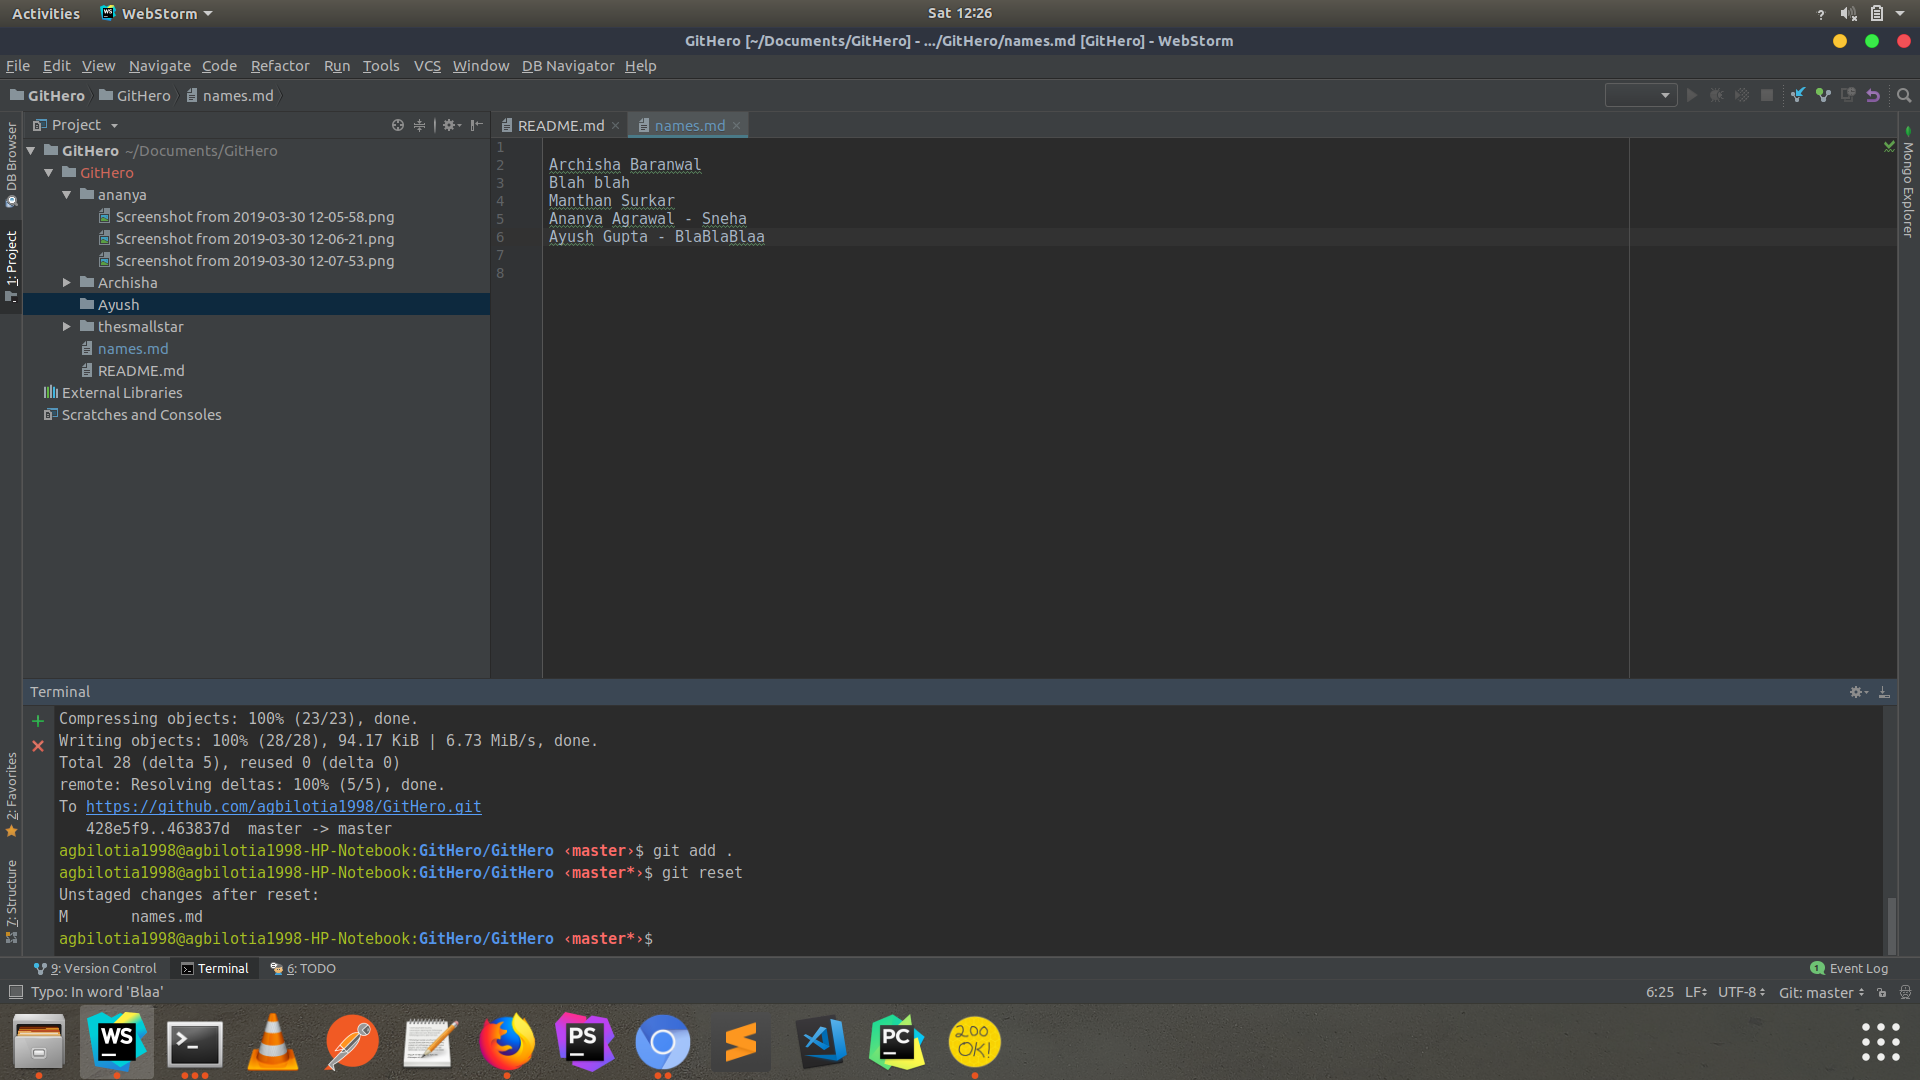 Activities WebStorm Sat 12:26 ?
GitHero [~/Documents/GitHero] - .../GitHero/names.md [GitHero] - WebStorm
File Edit View Navigate Code Refactor Run Tools VCS Window DB Navigator Help
GitHero GitHero names.md
Project
README.md names.md
DB Browser
1: Project
2: Favorites
7: Structure
GitHero ~/Documents/GitHero
GitHero
ananya
Screenshot from 2019-03-30 12-05-58.png
Screenshot from 2019-03-30 12-06-21.png
Screenshot from 2019-03-30 12-07-53.png
Archisha
Ayush
thesmallstar
names.md
README.md
External Libraries
Scratches and Consoles
1
2 Archisha Baranwal
3 Blah blah
4 Manthan Surkar
5 Ananya Agrawal - Sneha
6 Ayush Gupta - BlaBlaBlaa
7
8
Mongo Explorer
Terminal
Compressing objects: 100% (23/23), done.
Writing objects: 100% (28/28), 94.17 KiB | 6.73 MiB/s, done.
Total 28 (delta 5), reused 0 (delta 0)
remote: Resolving deltas: 100% (5/5), done.
To https://github.com/agbilotia1998/GitHero.git
428e5f9..463837d master -> master
agbilotia1998@agbilotia1998-HP-Notebook:GitHero/GitHero ‹master›$ git add .
agbilotia1998@agbilotia1998-HP-Notebook:GitHero/GitHero ‹master*›$ git reset
Unstaged changes after reset:
M names.md
agbilotia1998@agbilotia1998-HP-Notebook:GitHero/GitHero ‹master*›$
9: Version Control Terminal 6: TODO 1 Event Log
Typo: In word 'Blaa' 6:25 LF UTF-8 Git: master
WS PS PC 200 OK!